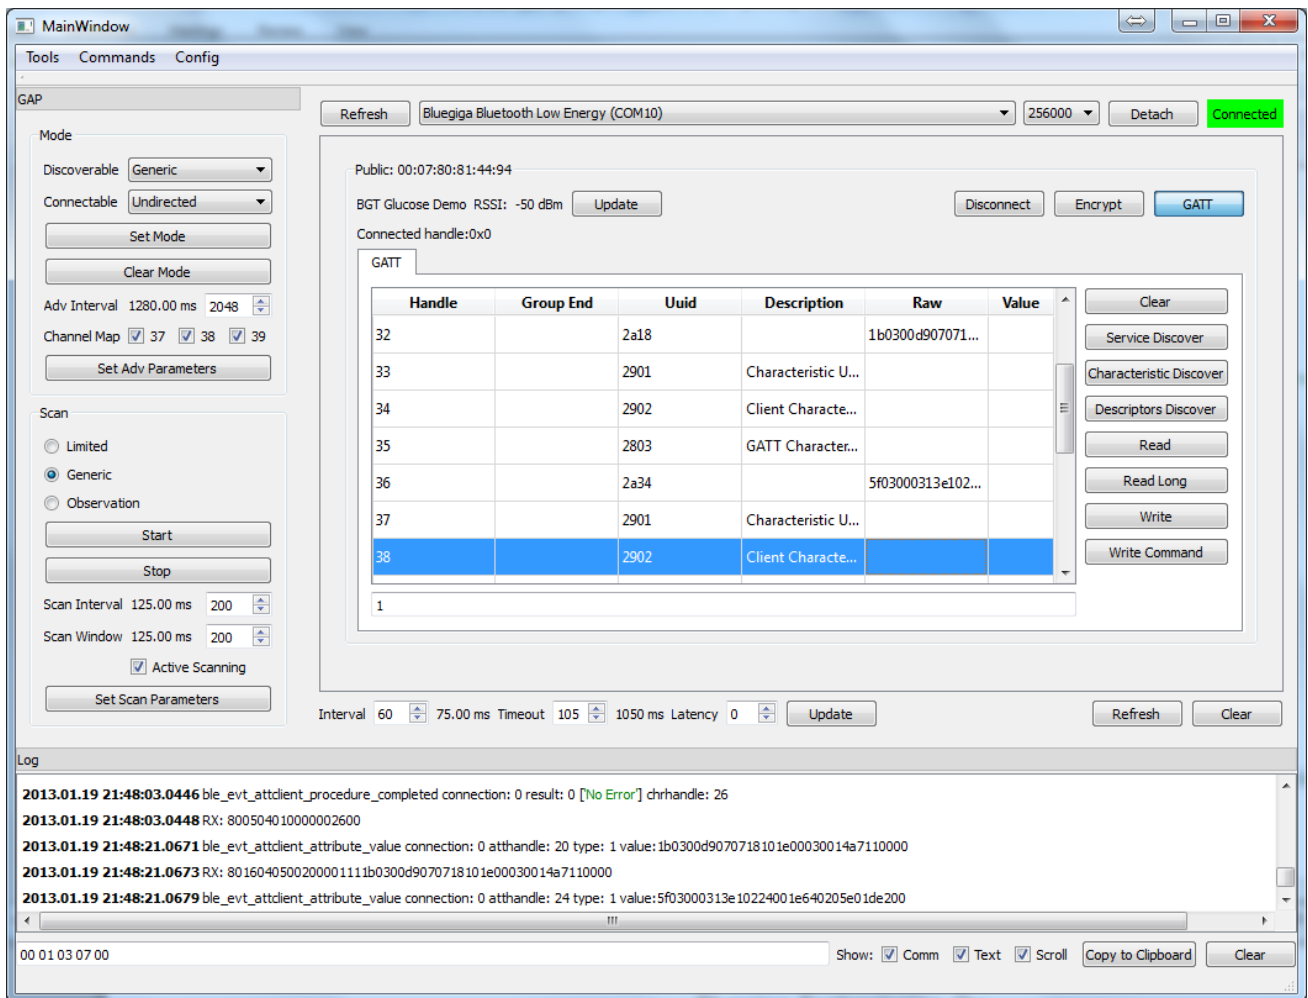 MainWindow
Tools Commands Config
GAP
Mode
Discoverable Generic
Connectable Undirected
Set Mode
Clear Mode
Adv Interval 1280.00 ms 2048
Channel Map 37 38 39
Set Adv Parameters
Scan
Limited
Generic
Observation
Start
Stop
Scan Interval 125.00 ms 200
Scan Window 125.00 ms 200
Active Scanning
Set Scan Parameters
Refresh Bluegiga Bluetooth Low Energy (COM10) 256000 Detach Connected
Public: 00:07:80:81:44:94
BGT Glucose Demo RSSI: -50 dBm Update Disconnect Encrypt GATT
Connected handle:0x0
GATT
Handle Group End Uuid Description Raw Value
32 2a18 1b0300d907071...
33 2901 Characteristic U...
34 2902 Client Characte...
35 2803 GATT Character...
36 2a34 5f03000313e102...
37 2901 Characteristic U...
38 2902 Client Characte...
1
Clear
Service Discover
Characteristic Discover
Descriptors Discover
Read
Read Long
Write
Write Command
Interval 60 75.00 ms Timeout 105 1050 ms Latency 0 Update Refresh Clear
Log
2013.01.19 21:48:03.0446 ble_evt_attclient_procedure_completed connection: 0 result: 0 ['No Error'] chrhandle: 26
2013.01.19 21:48:03.0448 RX: 800504010000002600
2013.01.19 21:48:21.0671 ble_evt_attclient_attribute_value connection: 0 atthandle: 20 type: 1 value:1b0300d9070718101e00030014a7110000
2013.01.19 21:48:21.0673 RX: 8016040500200001111b0300d9070718101e00030014a7110000
2013.01.19 21:48:21.0679 ble_evt_attclient_attribute_value connection: 0 atthandle: 24 type: 1 value:5f03000313e10224001e640205e01de200
00 01 03 07 00 Show: Comm Text Scroll Copy to Clipboard Clear